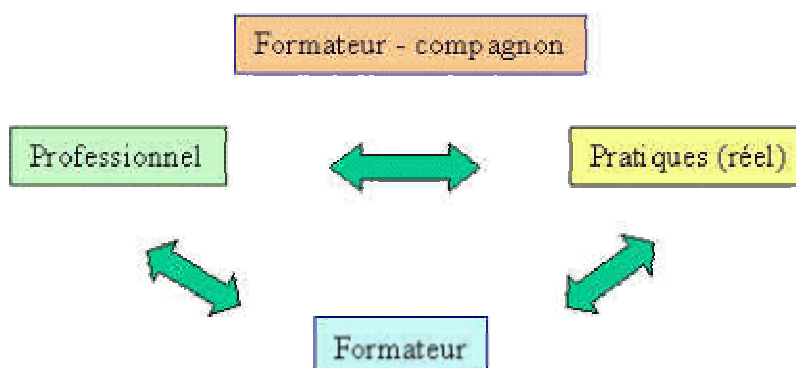 Formateur - compagnon
Professionnel
Pratiques (réel)
Formateur